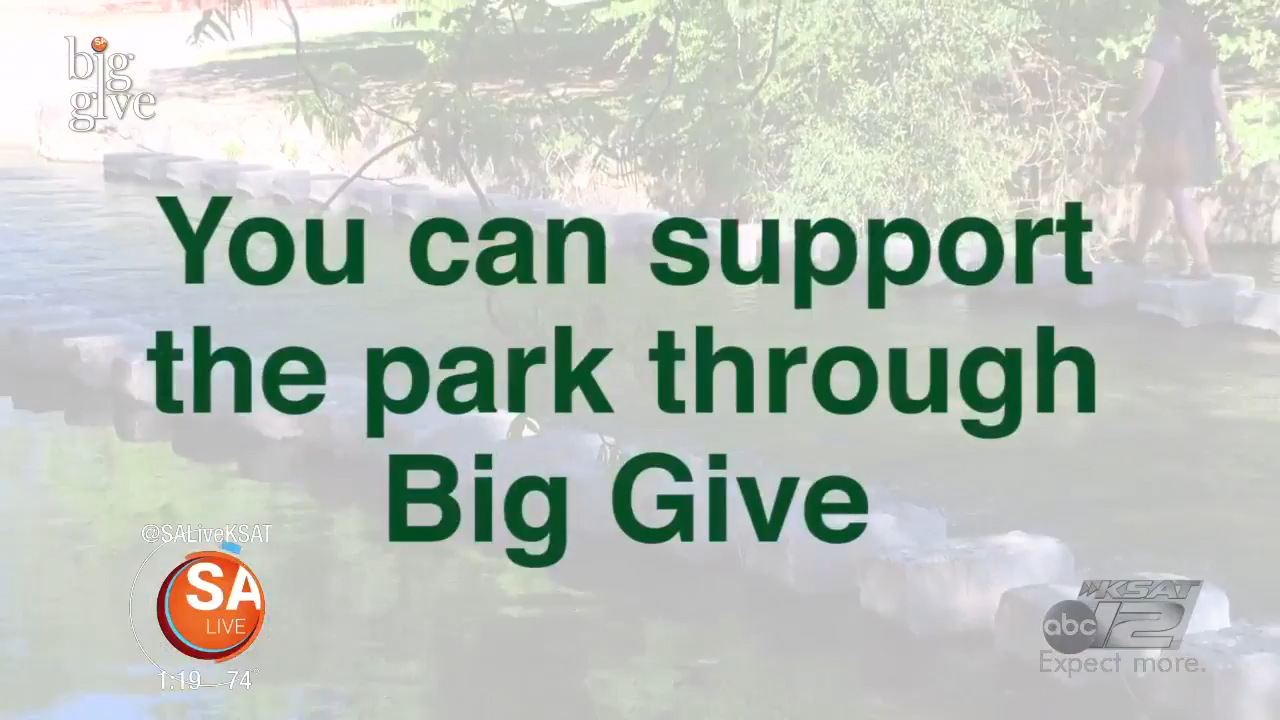 big
give
You can support
the park through
Big Give
@SALiveKSAT
SA
LIVE
1:19 74°
KSAT
abc 12
Expect more.